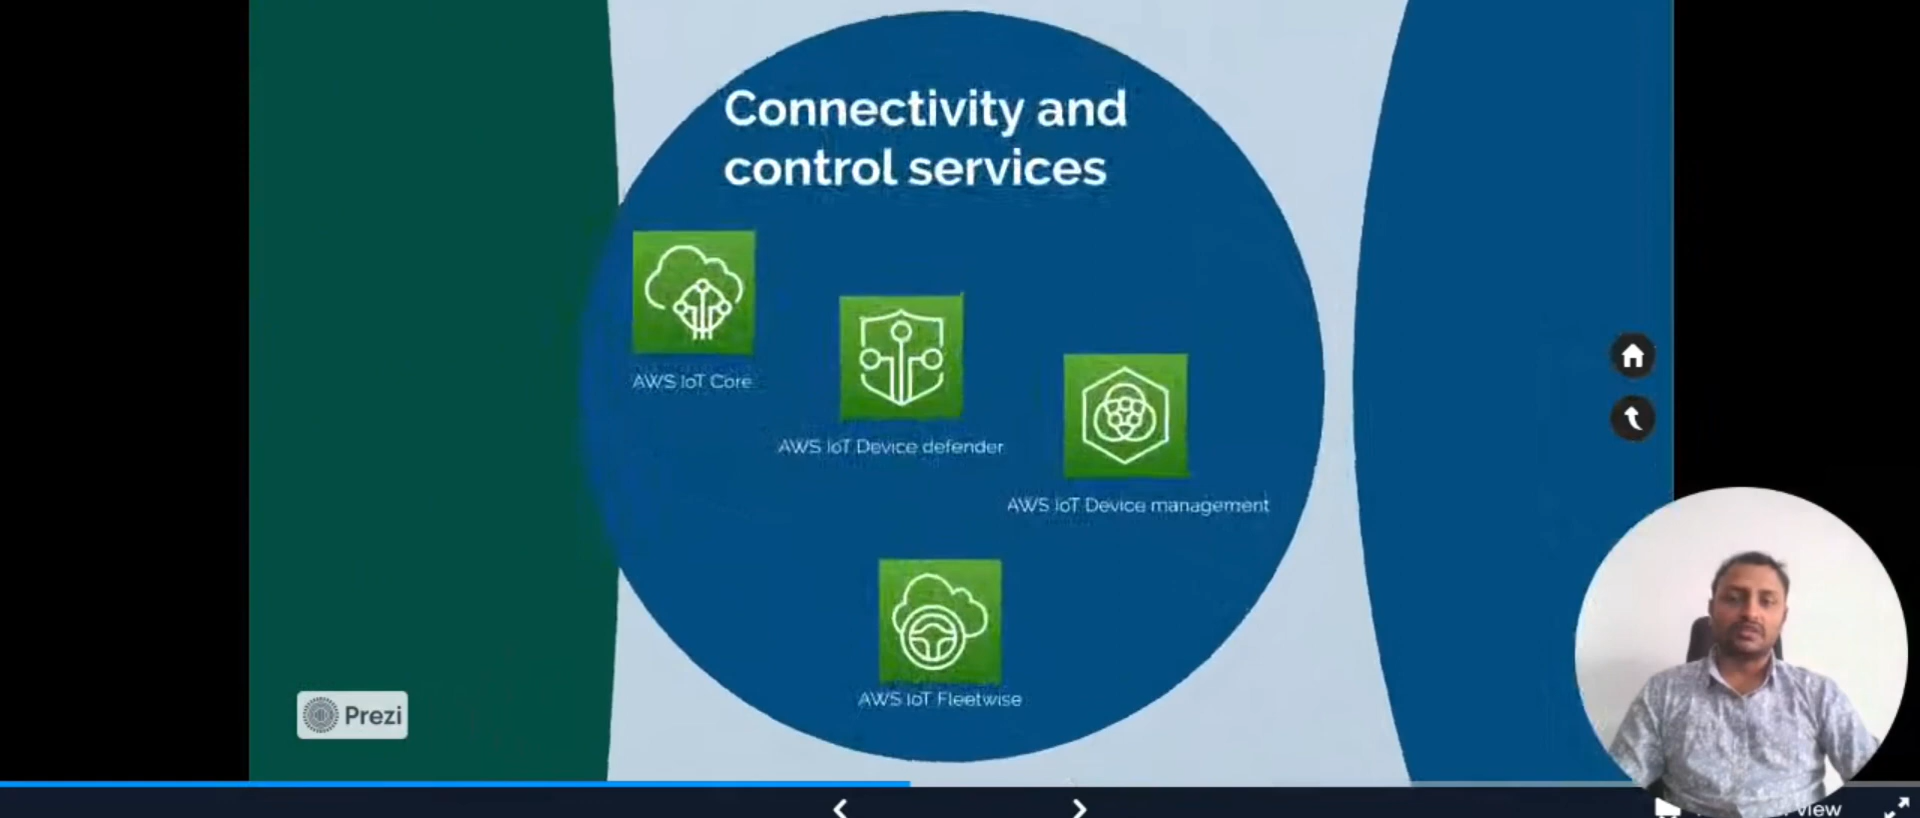 Connectivity and
control services
AWS IoT Core
AWS IoT Device defender
AWS IoT Device management
AWS IoT Fleetwise
Prezi
view